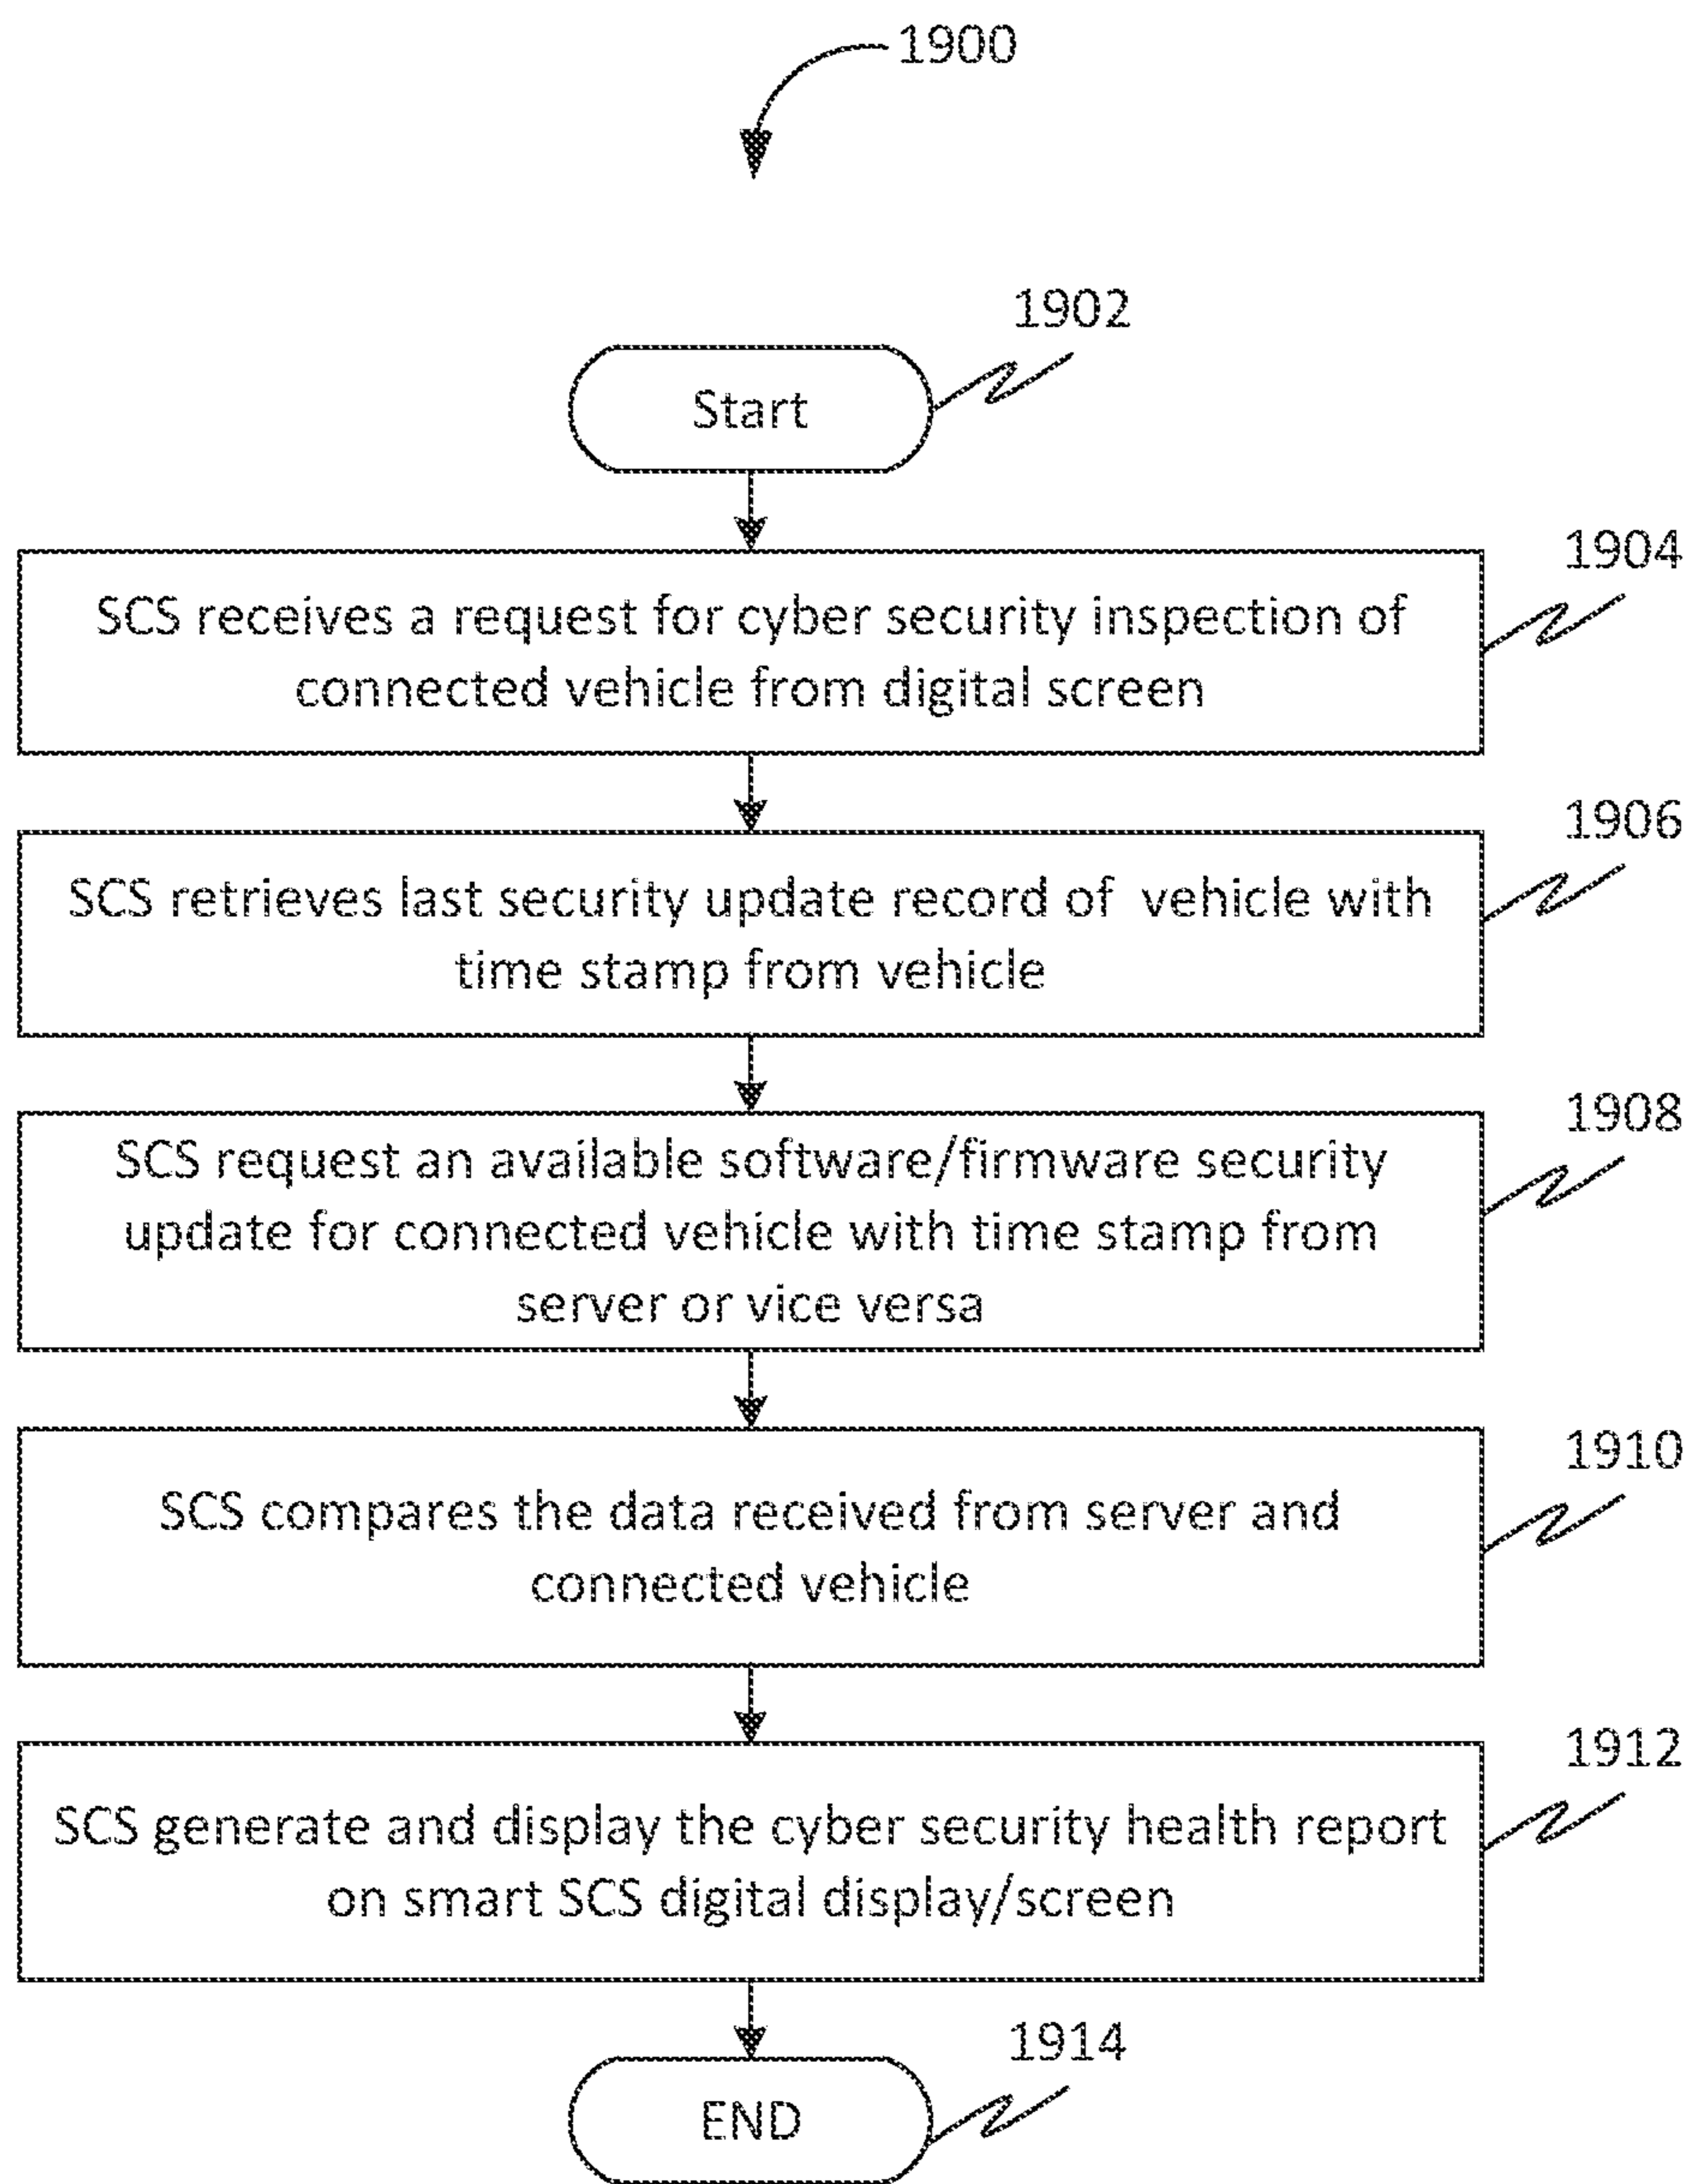 1900
1902
Start
1904
SCS receives a request for cyber security inspection of
connected vehicle from digital screen
1906
SCS retrieves last security update record of vehicle with
time stamp from vehicle
1908
SCS request an available software/firmware security
update for connected vehicle with time stamp from
server or vice versa
1910
SCS compares the data received from server and
connected vehicle
1912
SCS generate and display the cyber security health report
on smart SCS digital display/screen
1914
END